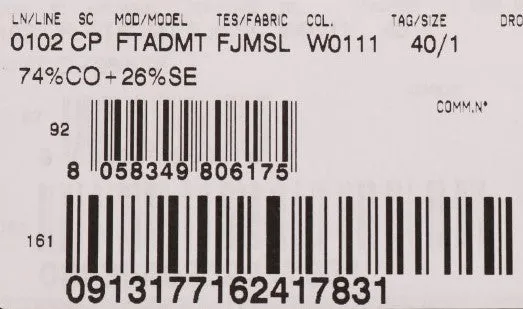 LN/LINE SC MOD/MODEL TES/FABRIC COL. TAG/SIZE DRO
0102 CP FTADMT FJMSL W0111 40/1
74%CO+26%SE
COMM.N°
92
8 058349 806175
161
0913177162417831